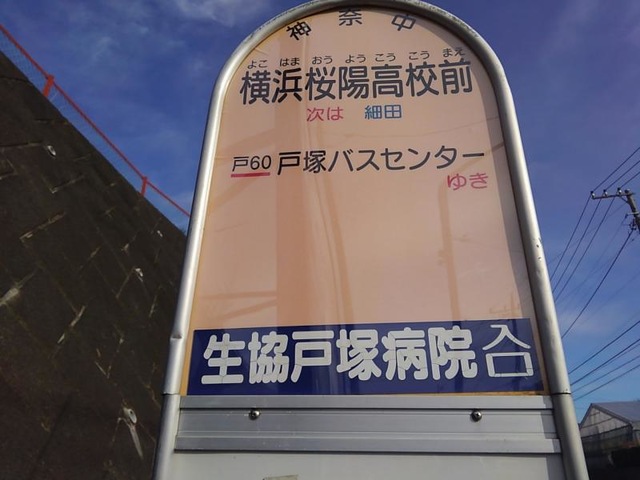 神奈中
よこ はま おう よう こう こう まえ
横浜桜陽高校前
次は 細田
戸60 戸塚バスセンター
ゆき
生協戸塚病院